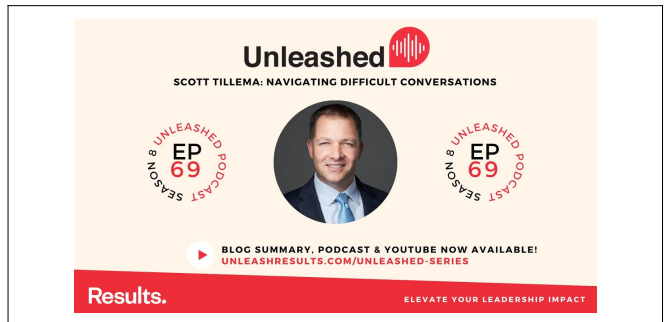 Unleashed
SCOTT TILLEMA: NAVIGATING DIFFICULT CONVERSATIONS
SEASON 8 UNLEASHED PODCAST
EP
69
SEASON 8 UNLEASHED PODCAST
EP
69
BLOG SUMMARY, PODCAST & YOUTUBE NOW AVAILABLE!
UNLEASHRESULTS.COM/UNLEASHED-SERIES
Results.
ELEVATE YOUR LEADERSHIP IMPACT